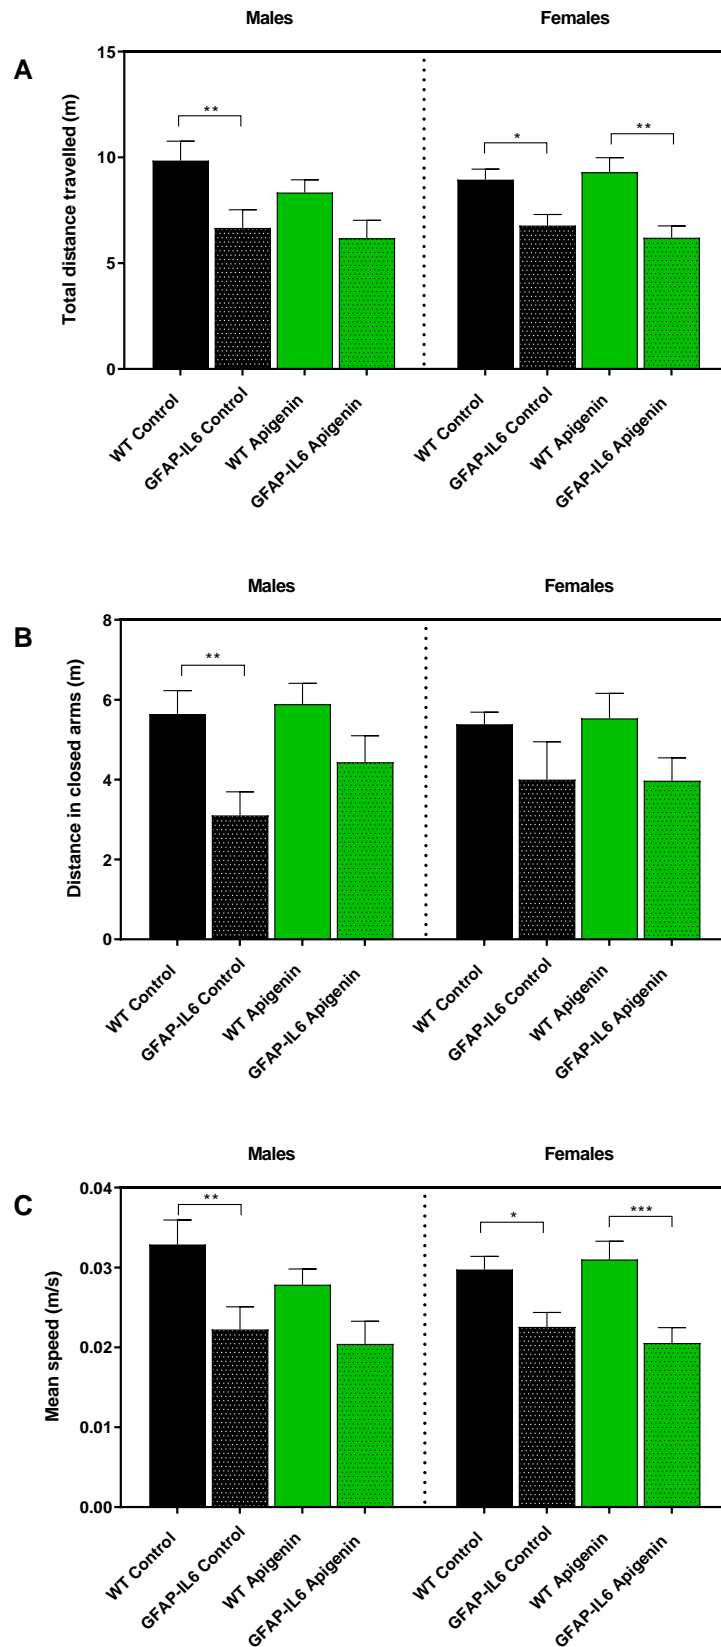 Males Females
A
Total distance travelled (m)
15
10
5
0
** * **
WT Control
GFAP-IL6 Control
WT Apigenin
GFAP-IL6 Apigenin
WT Control
GFAP-IL6 Control
WT Apigenin
GFAP-IL6 Apigenin
Males Females
B
Distance in closed arms (m)
8
6
4
2
0
**
WT Control
GFAP-IL6 Control
WT Apigenin
GFAP-IL6 Apigenin
WT Control
GFAP-IL6 Control
WT Apigenin
GFAP-IL6 Apigenin
Males Females
C
Mean speed (m/s)
0.04
0.03
0.02
0.01
0.00
** * ***
WT Control
GFAP-IL6 Control
WT Apigenin
GFAP-IL6 Apigenin
WT Control
GFAP-IL6 Control
WT Apigenin
GFAP-IL6 Apigenin